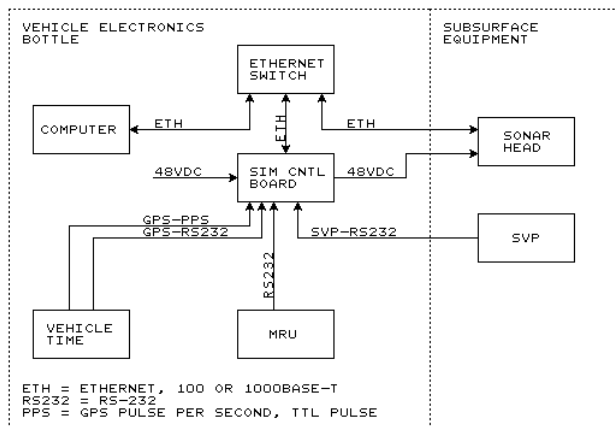 VEHICLE ELECTRONICS
BOTTLE
SUBSURFACE
EQUIPMENT
ETHERNET
SWITCH
COMPUTER
ETH
ETH
ETH
SONAR
HEAD
48VDC
SIM CNTL
BOARD
48VDC
GPS-PPS
GPS-RS232
SVP-RS232
SVP
RS232
VEHICLE
TIME
MRU
ETH = ETHERNET, 100 OR 1000BASE-T
RS232 = RS-232
PPS = GPS PULSE PER SECOND, TTL PULSE